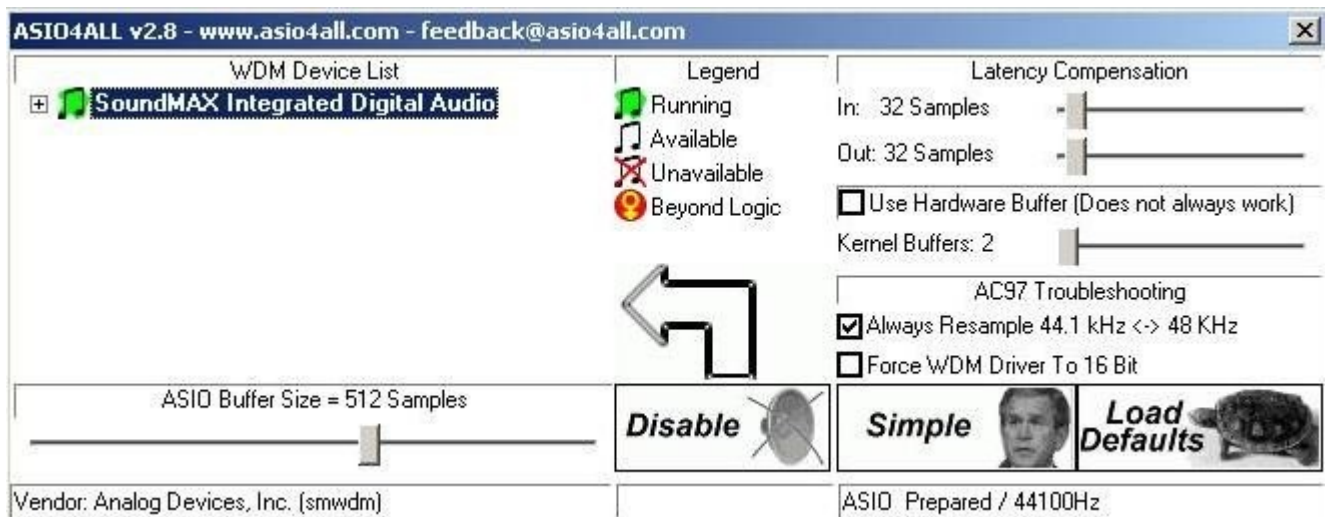 ASIO4ALL v2.8 - www.asio4all.com - feedback@asio4all.com
WDM Device List
SoundMAX Integrated Digital Audio
Legend
Running
Available
Unavailable
Beyond Logic
Latency Compensation
In: 32 Samples
Out: 32 Samples
Use Hardware Buffer (Does not always work)
Kernel Buffers: 2
AC97 Troubleshooting
Always Resample 44.1 kHz <-> 48 KHz
Force WDM Driver To 16 Bit
ASIO Buffer Size = 512 Samples
Disable
Simple
Load
Defaults
Vendor: Analog Devices, Inc. (smwdm)
ASIO Prepared / 44100Hz